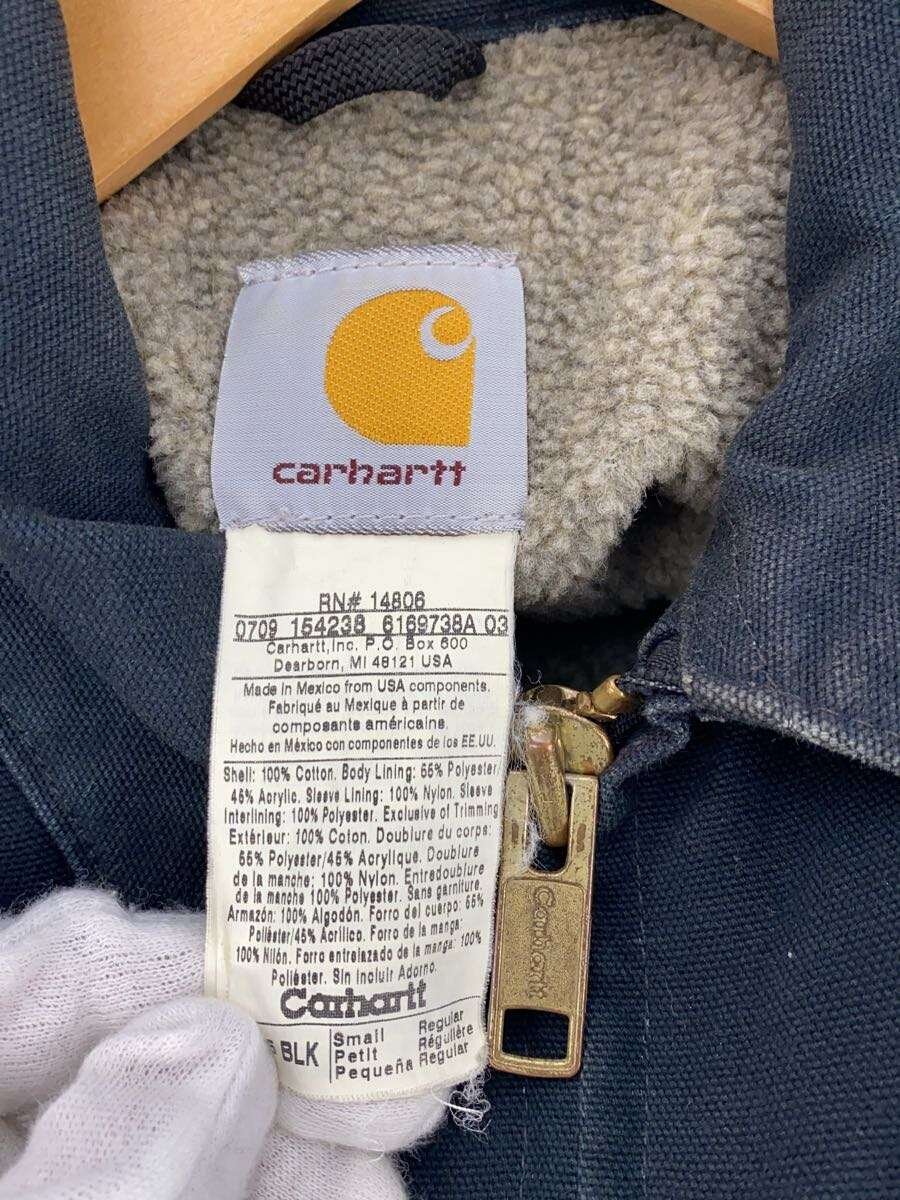 carhartt
RN# 14806
0709 154238 6169738A 03
Carhartt,Inc. P.O. Box 600
Dearborn, MI 48121 USA
Made in Mexico from USA components.
Fabriqué au Mexique à partir de
composants américaine.
Hecho en México con componentes de los EE.UU.
Shell: 100% Cotton. Body Lining: 55% Polyester
45% Acrylic. Sleeve Lining: 100% Nylon. Sleeve
Interlining: 100% Polyester. Exclusive of Trimming
Extérieur: 100% Coton. Doublure du corps:
55% Polyester/45% Acrylique. Doublure
de la manche: 100% Nylon. Entredoublure
de la manche 100% Polyester. Sans garniture.
Armazón: 100% Algodón. Forro del cuerpo: 55%
Poliéster/45% Acrílico. Forro de la manga:
100% Nilón. Forro entrelazado de la manga: 100%
Poliéster. Sin incluir Adorno.
Carhartt
BLK
Small Regular
Petit Régulière
Pequeña Regular
Carhartt